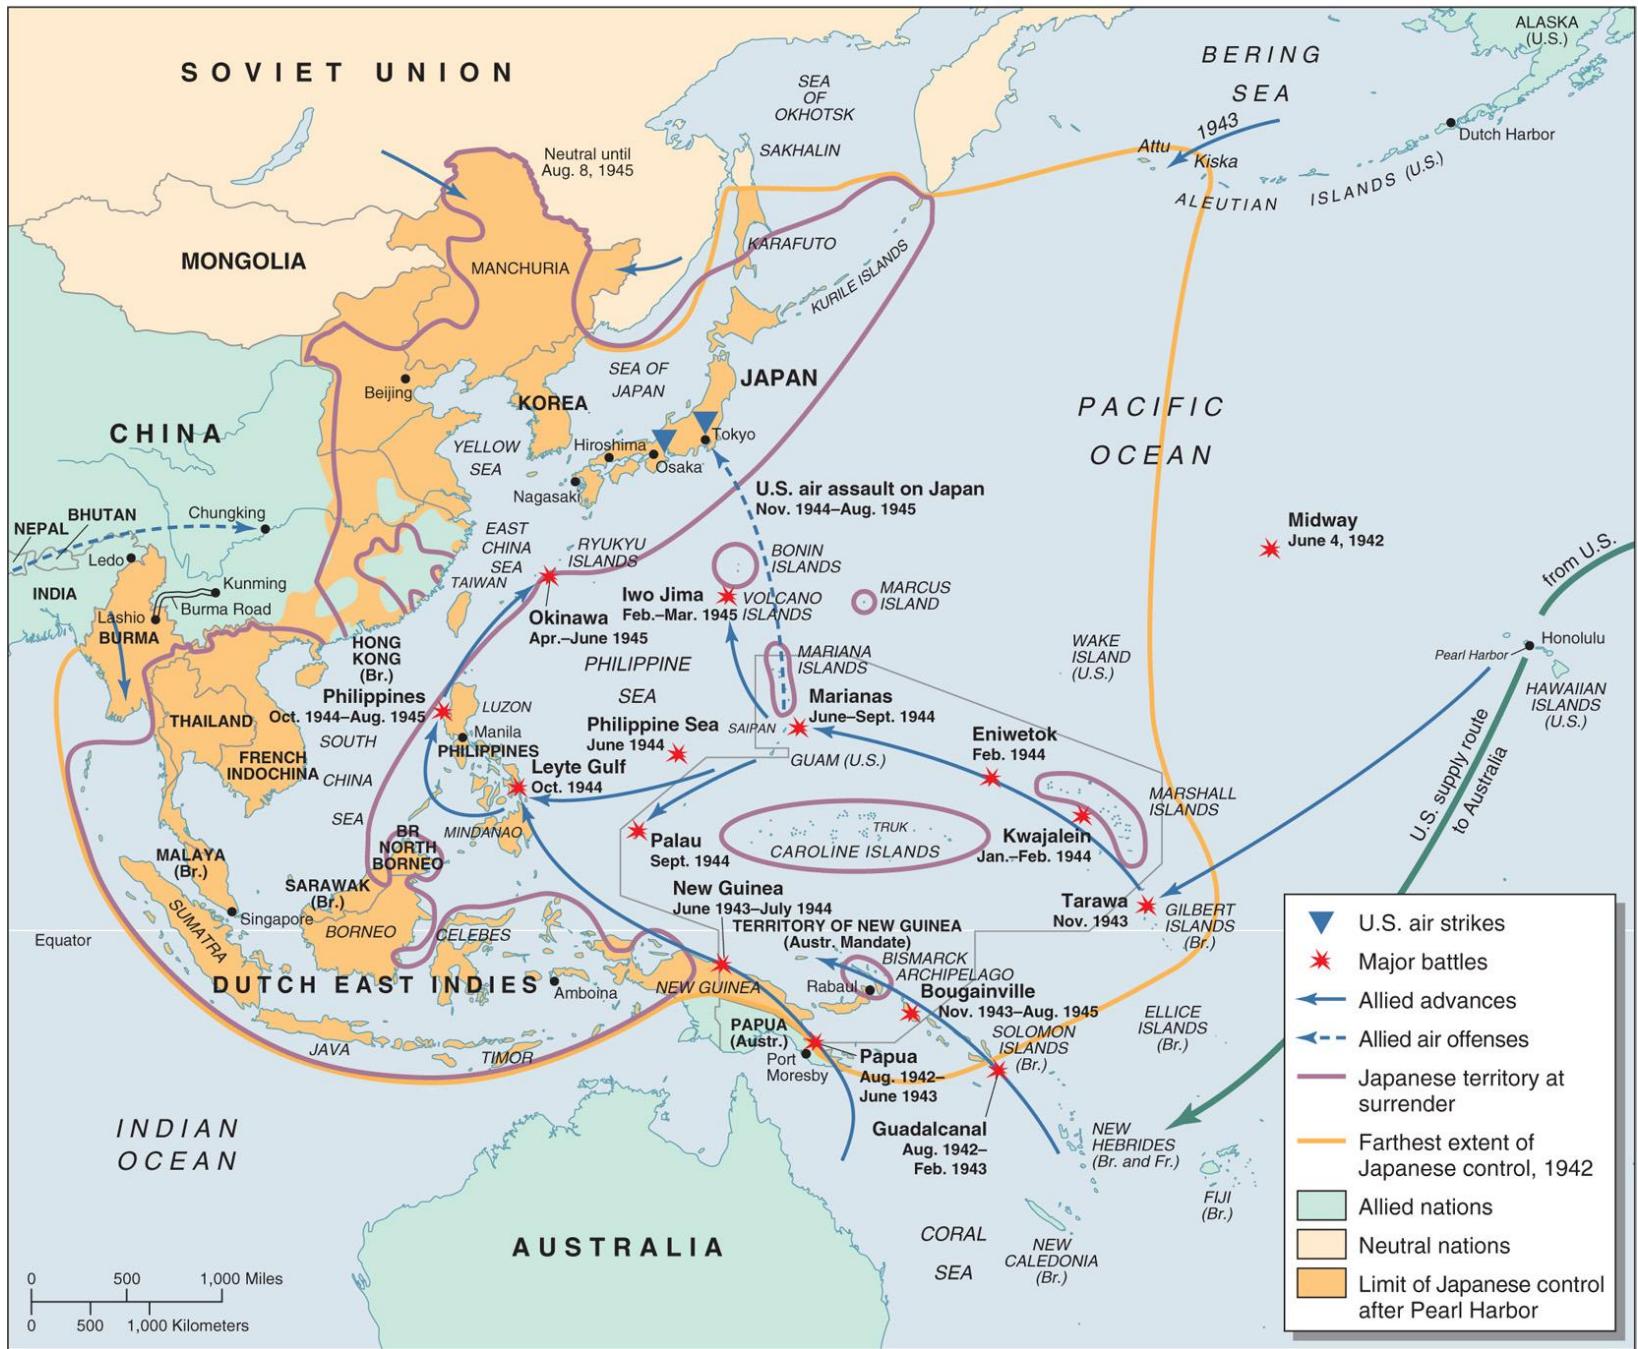 ALASKA
(U.S.)
BERING
SEA
SOVIET UNION
SEA
OF
OKHOTSK
1943
Dutch Harbor
Attu
Kiska
SAKHALIN
Neutral until
Aug. 8, 1945
ALEUTIAN
ISLANDS (U.S.)
MONGOLIA
MANCHURIA
KARAFUTO
KURILE ISLANDS
SEA OF
JAPAN
JAPAN
Beijing
KOREA
PACIFIC
OCEAN
CHINA
YELLOW
SEA
Hiroshima
Tokyo
Osaka
Nagasaki
U.S. air assault on Japan
Nov. 1944–Aug. 1945
NEPAL
BHUTAN
Chungking
Midway
June 4, 1942
EAST
CHINA
SEA
RYUKYU
ISLANDS
BONIN
ISLANDS
from U.S.
Ledo
TAIWAN
INDIA
Kunming
Burma Road
Lashio
BURMA
Iwo Jima
Feb.–Mar. 1945
VOLCANO
ISLANDS
MARCUS
ISLAND
Okinawa
Apr.–June 1945
HONG
KONG
(Br.)
PHILIPPINE
SEA
MARIANA
ISLANDS
WAKE
ISLAND
(U.S.)
Honolulu
Pearl Harbor
HAWAIIAN
ISLANDS
(U.S.)
Philippines
Oct. 1944–Aug. 1945
LUZON
Marianas
June–Sept. 1944
THAILAND
Manila
PHILIPPINES
Philippine Sea
June 1944
SAIPAN
GUAM (U.S.)
Eniwetok
Feb. 1944
SOUTH
CHINA
SEA
FRENCH
INDOCHINA
Leyte Gulf
Oct. 1944
MARSHALL
ISLANDS
U.S. supply route
to Australia
MINDANAO
BR
NORTH
BORNEO
Palau
Sept. 1944
TRUK
CAROLINE ISLANDS
Kwajalein
Jan.–Feb. 1944
MALAYA
(Br.)
SARAWAK
(Br.)
New Guinea
June 1943–July 1944
Tarawa
Nov. 1943
GILBERT
ISLANDS
(Br.)
SUMATRA
Singapore
BORNEO
CELEBES
TERRITORY OF NEW GUINEA
(Austr. Mandate)
Equator
BISMARCK
ARCHIPELAGO
DUTCH EAST INDIES
Amboina
NEW GUINEA
Rabaul
Bougainville
Nov. 1943–Aug. 1945
PAPUA
(Austr.)
Port
Moresby
SOLOMON
ISLANDS
(Br.)
ELLICE
ISLANDS
(Br.)
JAVA
TIMOR
Papua
Aug. 1942–
June 1943
INDIAN
OCEAN
Guadalcanal
Aug. 1942–
Feb. 1943
NEW
HEBRIDES
(Br. and Fr.)
FIJI
(Br.)
AUSTRALIA
CORAL
SEA
NEW
CALEDONIA
(Br.)
0 500 1,000 Miles
0 500 1,000 Kilometers
U.S. air strikes
Major battles
Allied advances
Allied air offenses
Japanese territory at
surrender
Farthest extent of
Japanese control, 1942
Allied nations
Neutral nations
Limit of Japanese control
after Pearl Harbor